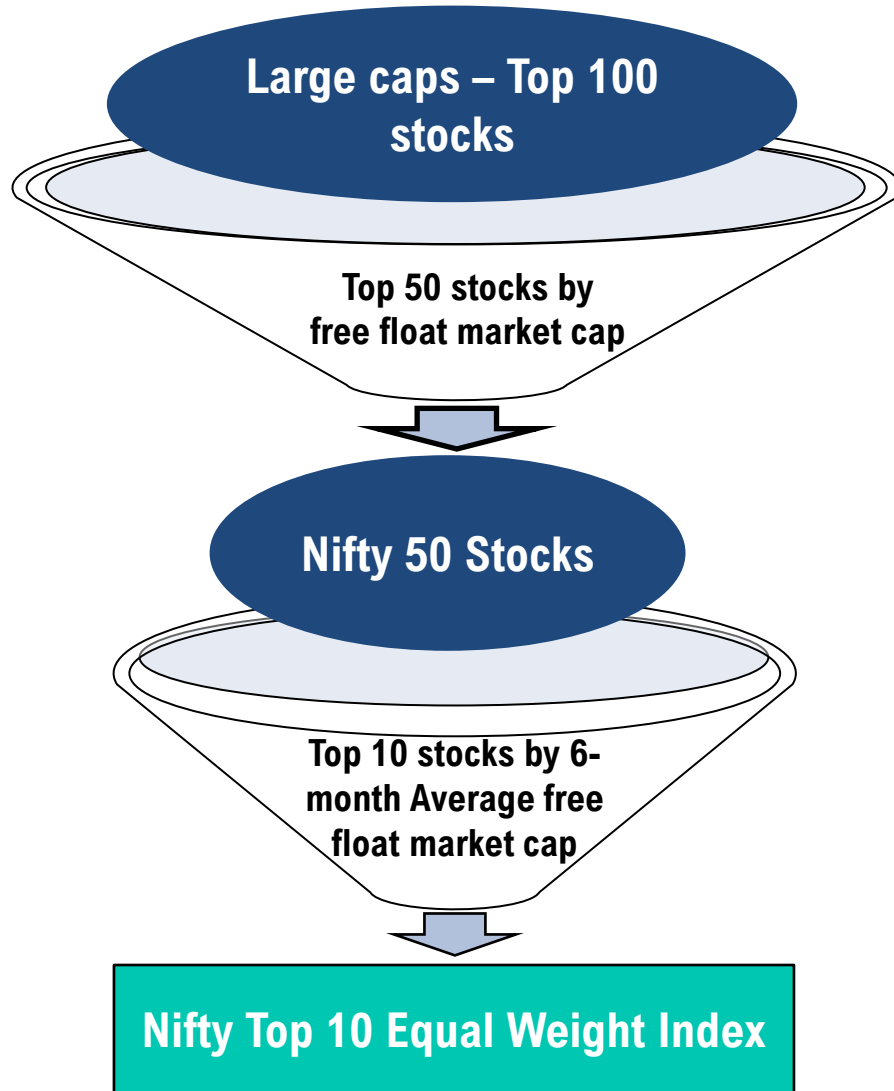 Large caps – Top 100
stocks
Top 50 stocks by
free float market cap
Nifty 50 Stocks
Top 10 stocks by 6-
month Average free
float market cap
Nifty Top 10 Equal Weight Index